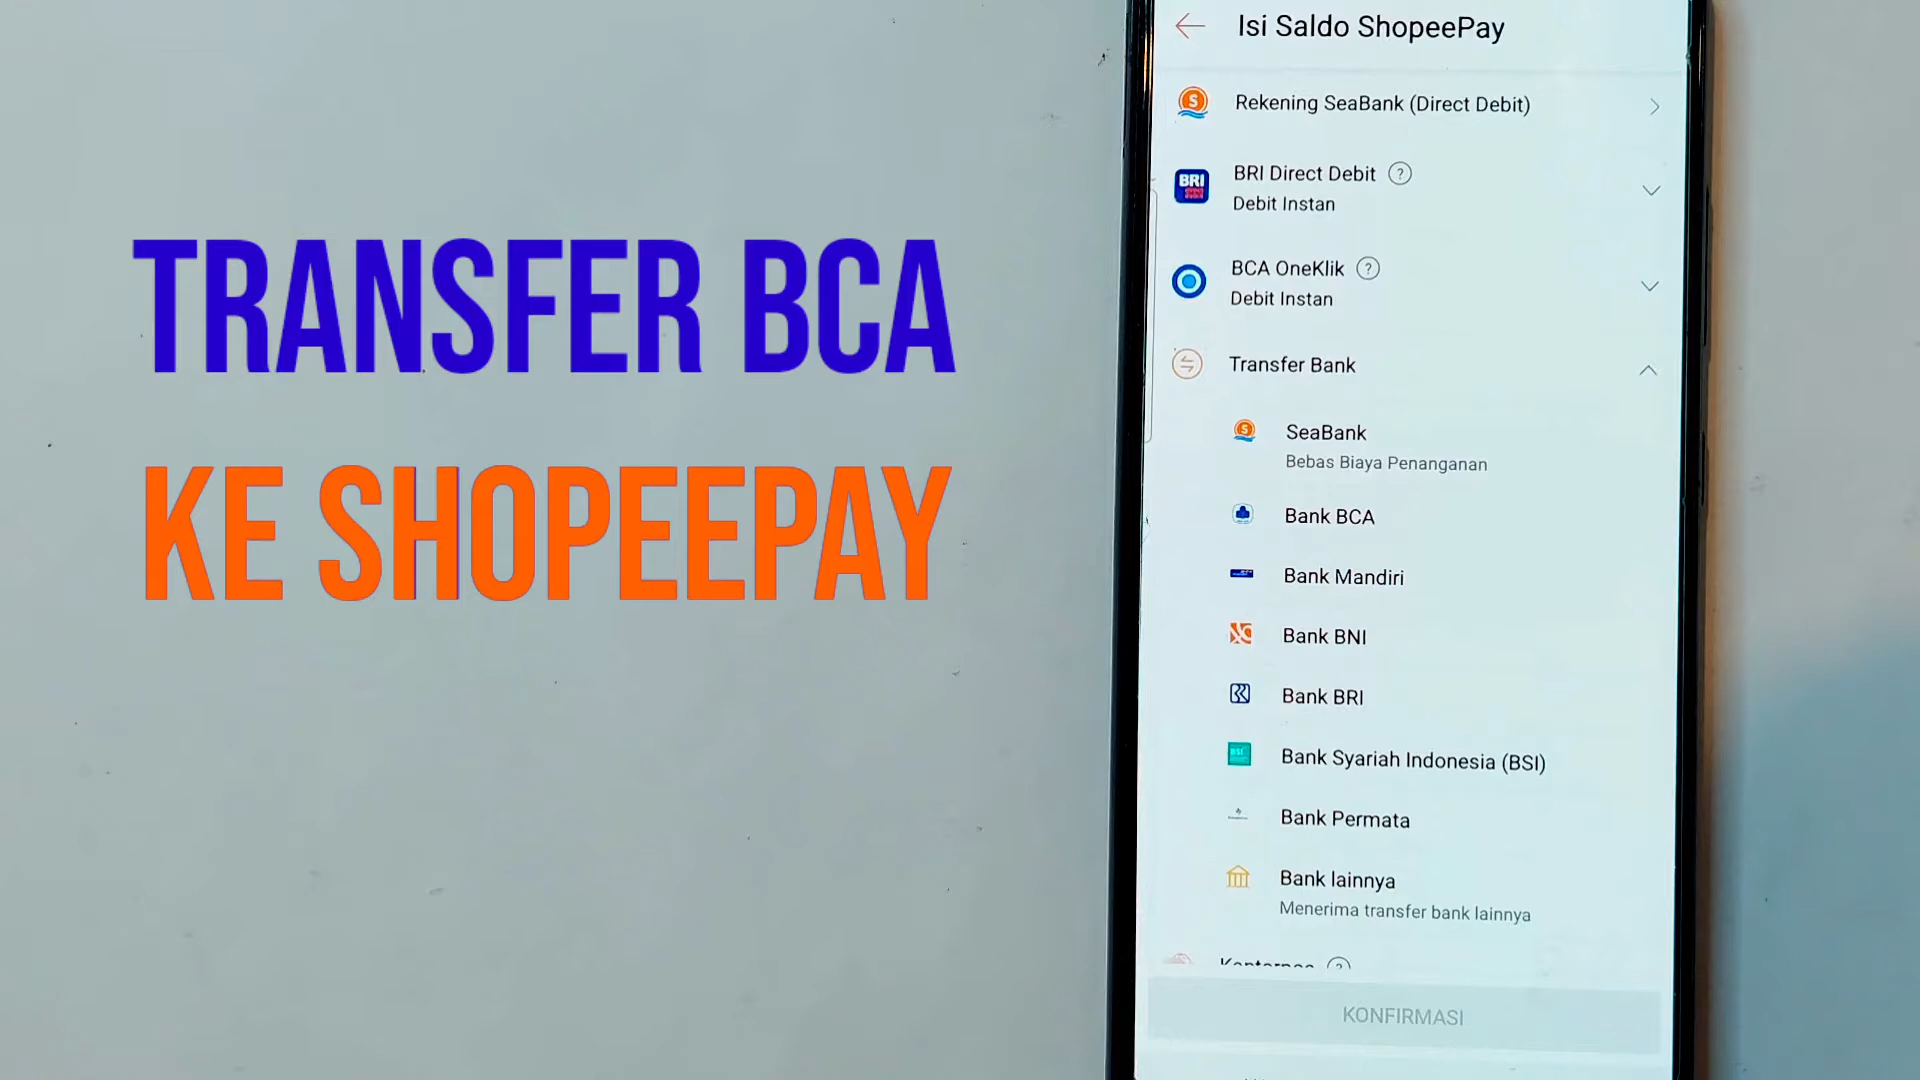 TRANSFER BCA
KE SHOPEEPAY
Isi Saldo ShopeePay
Rekening SeaBank (Direct Debit)
BRI
BRI Direct Debit ?
Debit Instan
BCA OneKlik ?
Debit Instan
Transfer Bank
SeaBank
Bebas Biaya Penanganan
Bank BCA
Bank Mandiri
Bank BNI
Bank BRI
BSI
Bank Syariah Indonesia (BSI)
Bank Permata
Bank lainnya
Menerima transfer bank lainnya
KONFIRMASI